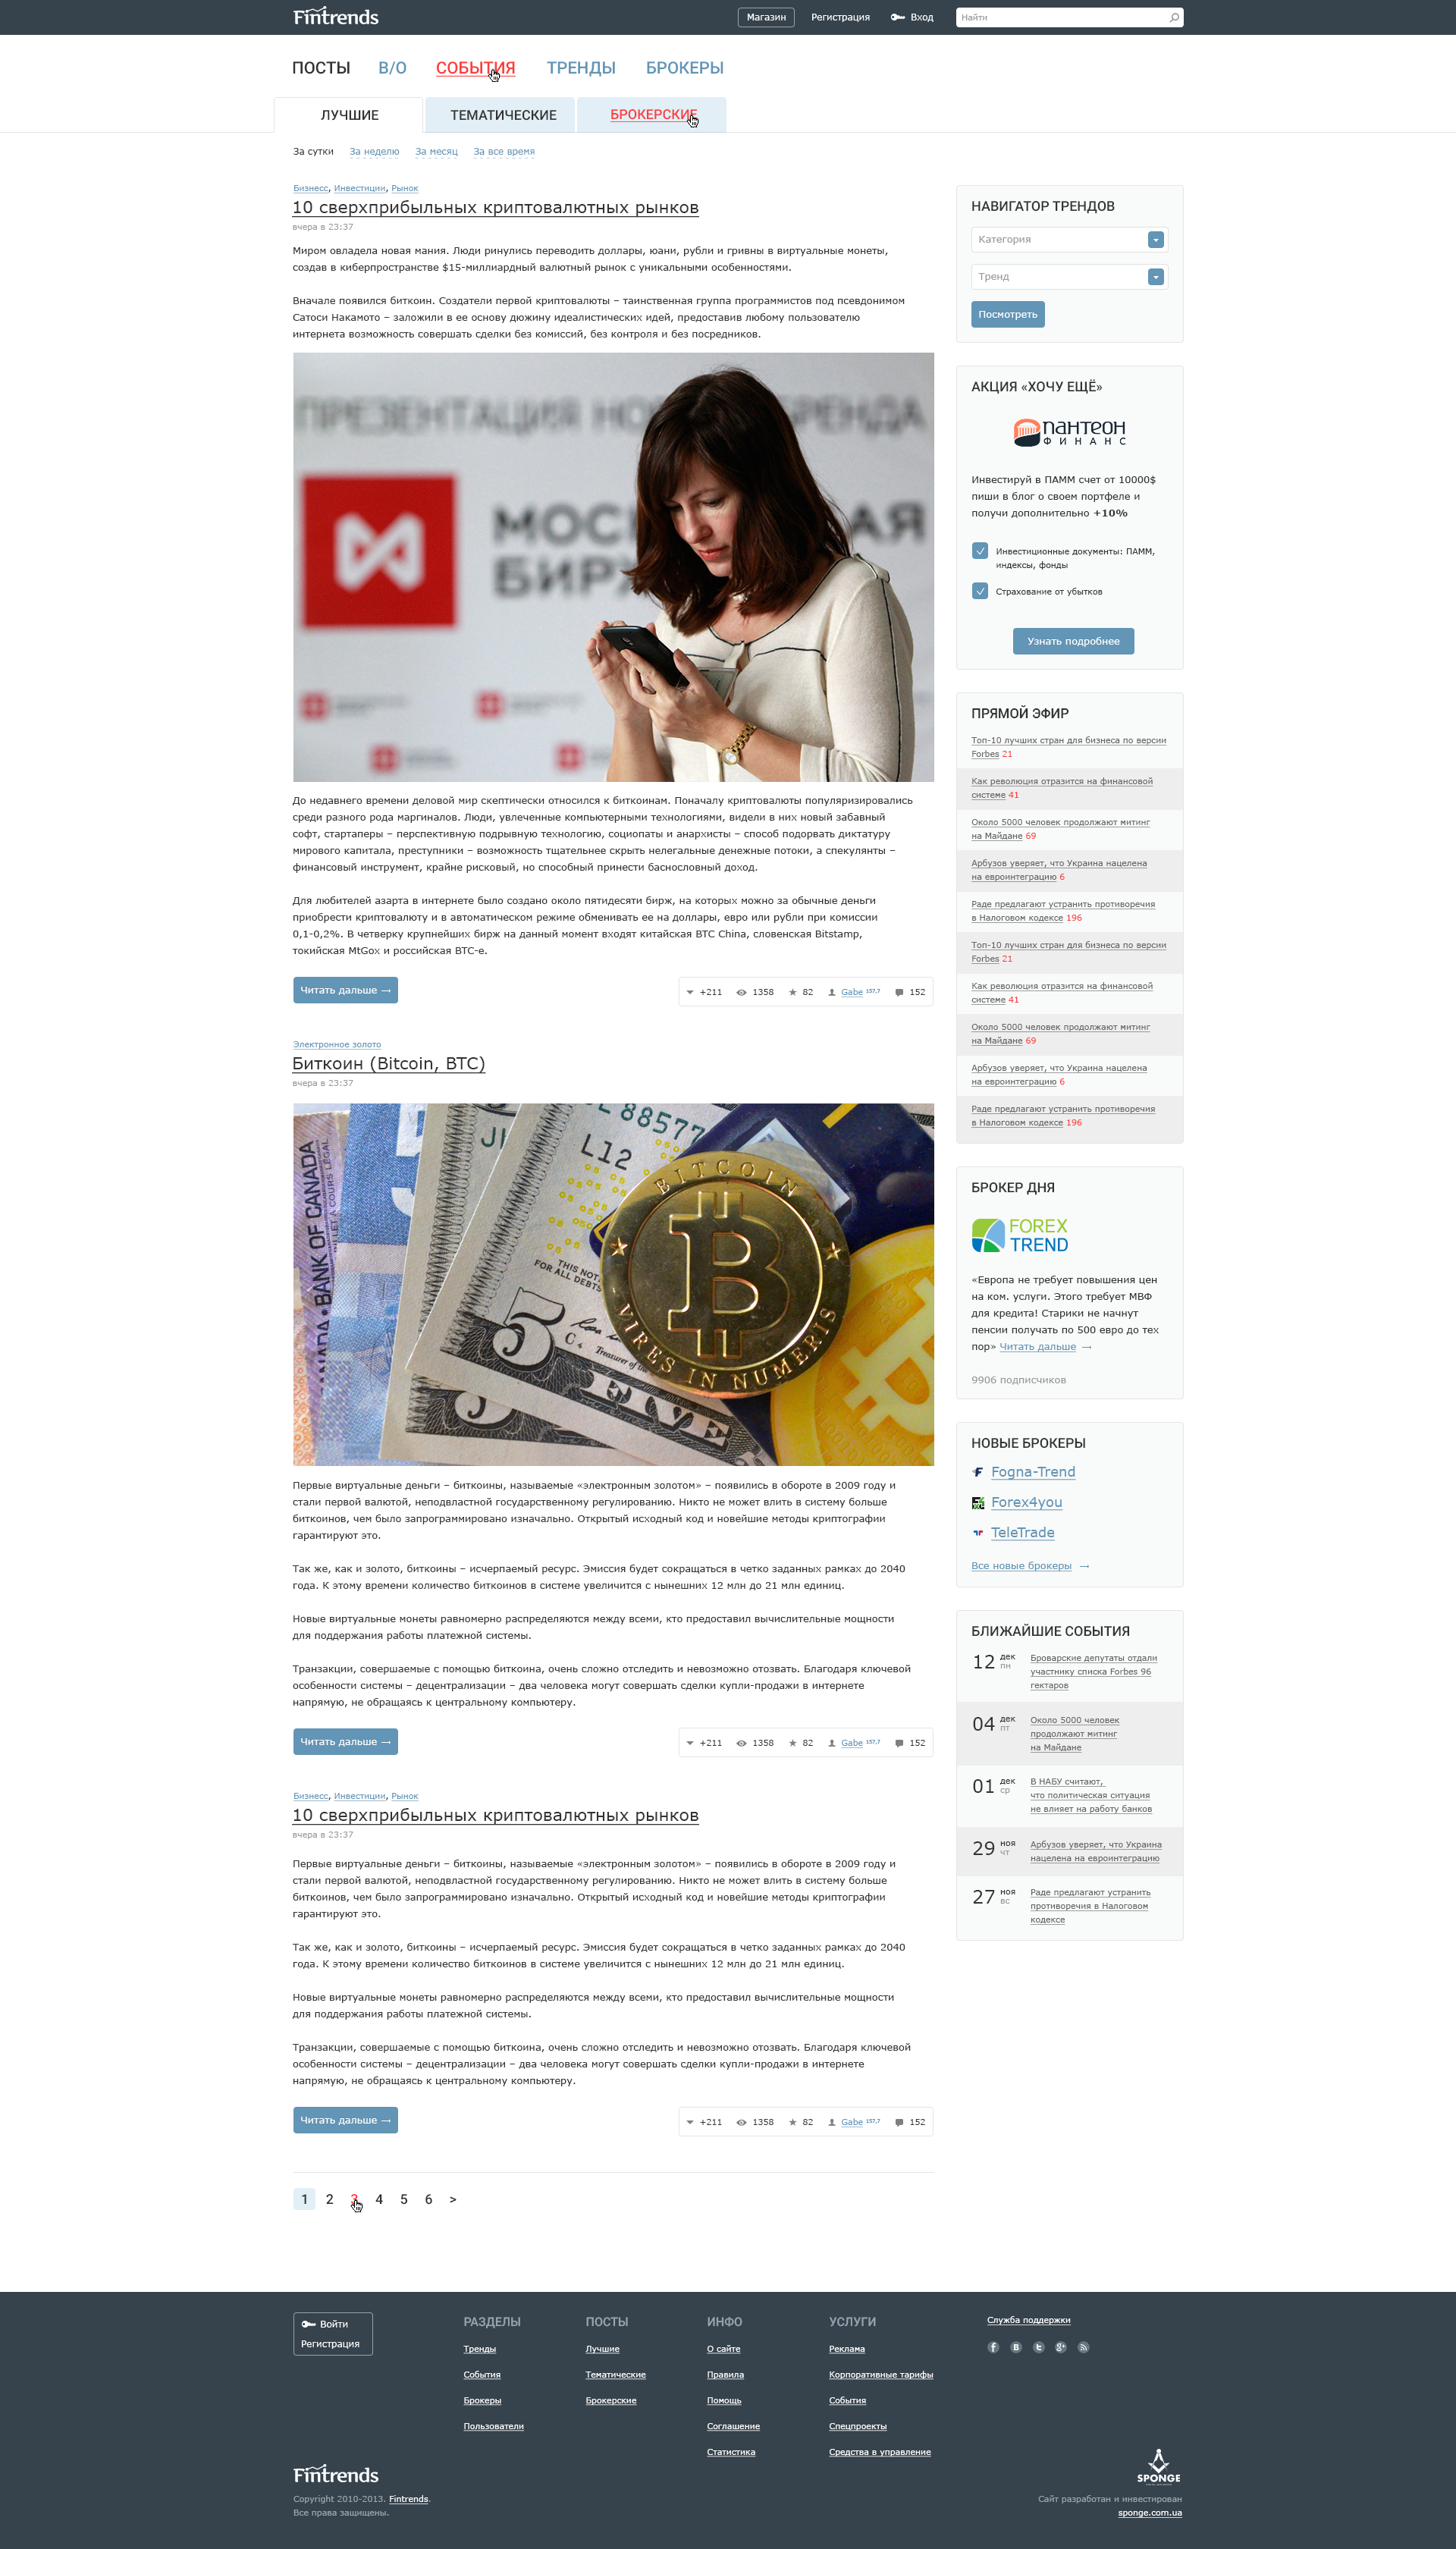 Fintrends
Магазин
Регистрация
Вход
Найти
ПОСТЫ
В/О
СОБЫТИЯ
ТРЕНДЫ
БРОКЕРЫ
ЛУЧШИЕ
ТЕМАТИЧЕСКИЕ
БРОКЕРСКИЕ
За сутки
За неделю
За месяц
За все время
Бизнесс, Инвестиции, Рынок
10 сверхприбыльных криптовалютных рынков
вчера в 23:37
Миром овладела новая мания. Люди ринулись переводить доллары, юани, рубли и гривны в виртуальные монеты,
создав в киберпространстве $15-миллиардный валютный рынок с уникальными особенностями.
Вначале появился биткоин. Создатели первой криптовалюты – таинственная группа программистов под псевдонимом
Сатоси Накамото – заложили в ее основу дюжину идеалистических идей, предоставив любому пользователю
интернета возможность совершать сделки без комиссий, без контроля и без посредников.
ПРЕЗЕНТАЦИЯ
МОС
АЯ
БИР
До недавнего времени деловой мир скептически относился к биткоинам. Поначалу криптовалюты популяризировались
среди разного рода маргиналов. Люди, увлеченные компьютерными технологиями, видели в них новый забавный
софт, стартаперы – перспективную подрывную технологию, социопаты и анархисты – способ подорвать диктатуру
мирового капитала, преступники – возможность тщательнее скрыть нелегальные денежные потоки, а спекулянты –
финансовый инструмент, крайне рисковый, но способный принести баснословный доход.
Для любителей азарта в интернете было создано около пятидесяти бирж, на которых можно за обычные деньги
приобрести криптовалюту и в автоматическом режиме обменивать ее на доллары, евро или рубли при комиссии
0,1-0,2%. В четверку крупнейших бирж на данный момент входят китайская BTC China, словенская Bitstamp,
токийская MtGox и российская BTC-e.
Читать дальше →
+211
1358
82
Gabe 157,7
152
Электронное золото
Биткоин (Bitcoin, BTC)
вчера в 23:37
BANK OF CANADA
L 88577
L12
THIS NOT
FOR ALL DEBTS
BITCOIN
B
VIRES IN NUMERIS
5
FIVE
Первые виртуальные деньги – биткоины, называемые «электронным золотом» – появились в обороте в 2009 году и
стали первой валютой, неподвластной государственному регулированию. Никто не может влить в систему больше
биткоинов, чем было запрограммировано изначально. Открытый исходный код и новейшие методы криптографии
гарантируют это.
Так же, как и золото, биткоины – исчерпаемый ресурс. Эмиссия будет сокращаться в четко заданных рамках до 2040
года. К этому времени количество биткоинов в системе увеличится с нынешних 12 млн до 21 млн единиц.
Новые виртуальные монеты равномерно распределяются между всеми, кто предоставил вычислительные мощности
для поддержания работы платежной системы.
Транзакции, совершаемые с помощью биткоина, очень сложно отследить и невозможно отозвать. Благодаря ключевой
особенности системы – децентрализации – два человека могут совершать сделки купли-продажи в интернете
напрямую, не обращаясь к центральному компьютеру.
Читать дальше →
+211
1358
82
Gabe 157,7
152
Бизнесс, Инвестиции, Рынок
10 сверхприбыльных криптовалютных рынков
вчера в 23:37
Первые виртуальные деньги – биткоины, называемые «электронным золотом» – появились в обороте в 2009 году и
стали первой валютой, неподвластной государственному регулированию. Никто не может влить в систему больше
биткоинов, чем было запрограммировано изначально. Открытый исходный код и новейшие методы криптографии
гарантируют это.
Так же, как и золото, биткоины – исчерпаемый ресурс. Эмиссия будет сокращаться в четко заданных рамках до 2040
года. К этому времени количество биткоинов в системе увеличится с нынешних 12 млн до 21 млн единиц.
Новые виртуальные монеты равномерно распределяются между всеми, кто предоставил вычислительные мощности
для поддержания работы платежной системы.
Транзакции, совершаемые с помощью биткоина, очень сложно отследить и невозможно отозвать. Благодаря ключевой
особенности системы – децентрализации – два человека могут совершать сделки купли-продажи в интернете
напрямую, не обращаясь к центральному компьютеру.
Читать дальше →
+211
1358
82
Gabe 157,7
152
1 2 3 4 5 6 >
НАВИГАТОР ТРЕНДОВ
Категория
Тренд
Посмотреть
АКЦИЯ «ХОЧУ ЕЩЁ»
ПАНТЕОН
ФИНАНС
Инвестируй в ПАММ счет от 10000$
пиши в блог о своем портфеле и
получи дополнительно +10%
Инвестиционные документы: ПАММ,
индексы, фонды
Страхование от убытков
Узнать подробнее
ПРЯМОЙ ЭФИР
Топ-10 лучших стран для бизнеса по версии
Forbes 21
Как революция отразится на финансовой
системе 41
Около 5000 человек продолжают митинг
на Майдане 69
Арбузов уверяет, что Украина нацелена
на евроинтеграцию 6
Раде предлагают устранить противоречия
в Налоговом кодексе 196
Топ-10 лучших стран для бизнеса по версии
Forbes 21
Как революция отразится на финансовой
системе 41
Около 5000 человек продолжают митинг
на Майдане 69
Арбузов уверяет, что Украина нацелена
на евроинтеграцию 6
Раде предлагают устранить противоречия
в Налоговом кодексе 196
БРОКЕР ДНЯ
FOREX
TREND
«Европа не требует повышения цен
на ком. услуги. Этого требует МВФ
для кредита! Старики не начнут
пенсии получать по 500 евро до тех
пор» Читать дальше →
9906 подписчиков
НОВЫЕ БРОКЕРЫ
Fogna-Trend
Forex4you
TeleTrade
Все новые брокеры →
БЛИЖАЙШИЕ СОБЫТИЯ
12 дек пн
Броварские депутаты отдали
участнику списка Forbes 96
гектаров
04 дек пт
Около 5000 человек
продолжают митинг
на Майдане
01 дек ср
В НАБУ считают,
что политическая ситуация
не влияет на работу банков
29 ноя чт
Арбузов уверяет, что Украина
нацелена на евроинтеграцию
27 ноя вс
Раде предлагают устранить
противоречия в Налоговом
кодексе
Войти
Регистрация
РАЗДЕЛЫ
Тренды
События
Брокеры
Пользователи
ПОСТЫ
Лучшие
Тематические
Брокерские
ИНФО
О сайте
Правила
Помощь
Соглашение
Статистика
УСЛУГИ
Реклама
Корпоративные тарифы
События
Спецпроекты
Средства в управление
Служба поддержки
Fintrends
Copyright 2010-2013. Fintrends.
Все права защищены.
SPONGE
Сайт разработан и инвестирован
sponge.com.ua